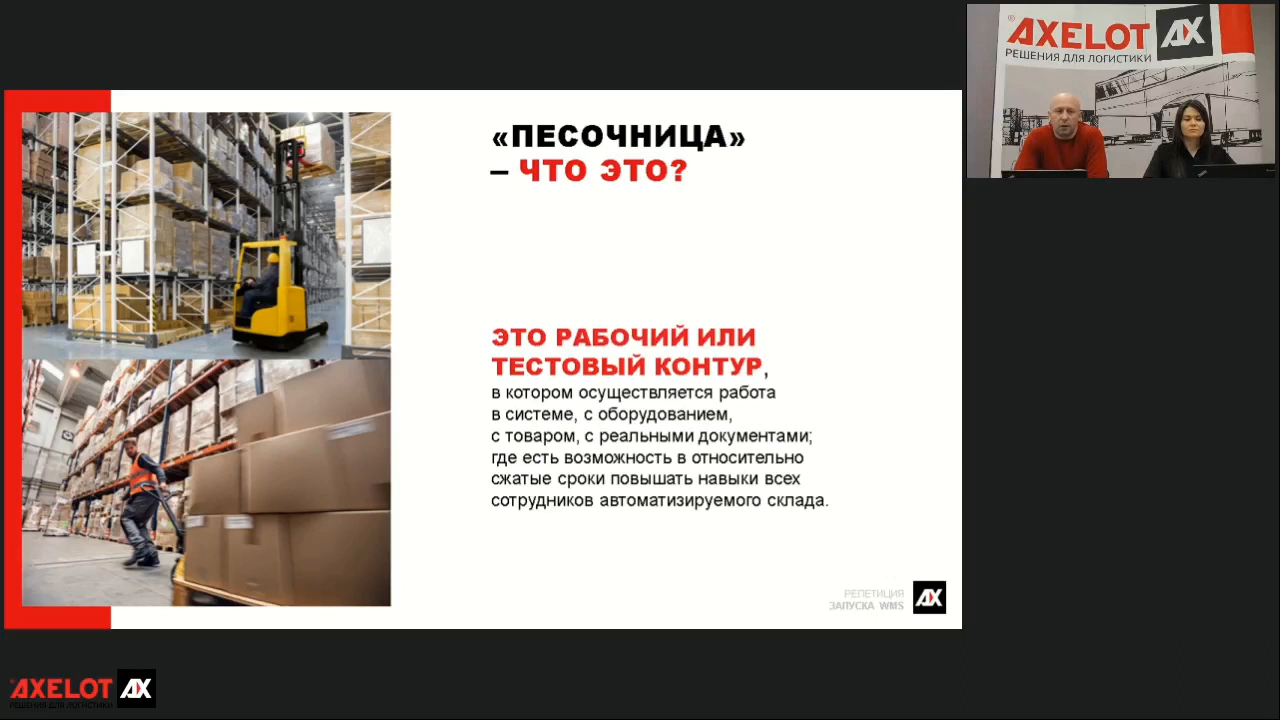 «ПЕСОЧНИЦА»
– ЧТО ЭТО?
ЭТО РАБОЧИЙ ИЛИ
ТЕСТОВЫЙ КОНТУР,
в котором осуществляется работа
в системе, с оборудованием,
с товаром, с реальными документами;
где есть возможность в относительно
сжатые сроки повышать навыки всех
сотрудников автоматизируемого склада.
РЕПЕТИЦИЯ
ЗАПУСКА WMS
AX
®AXELOT AX
РЕШЕНИЯ ДЛЯ ЛОГИСТИКИ
AXELOT AX
РЕШЕНИЯ ДЛЯ ЛОГИСТИКИ